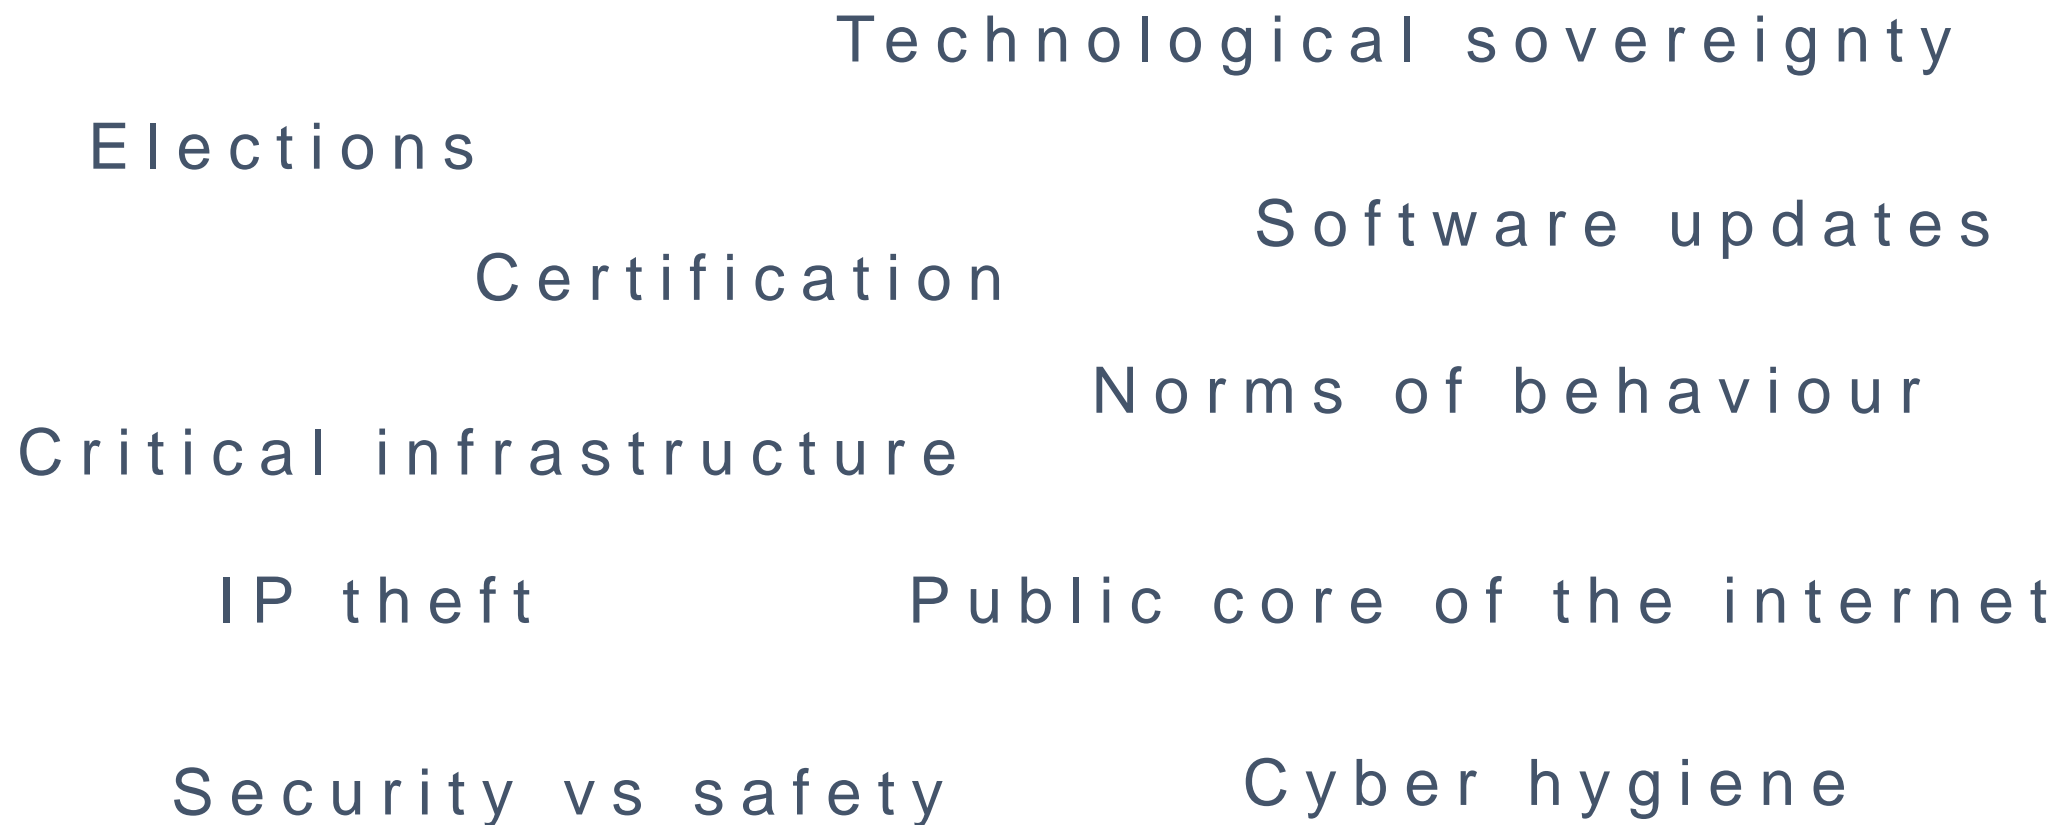 Technological sovereignty
Elections
Software updates
Certification
Norms of behaviour
Critical infrastructure
IP theft
Public core of the internet
Security vs safety
Cyber hygiene